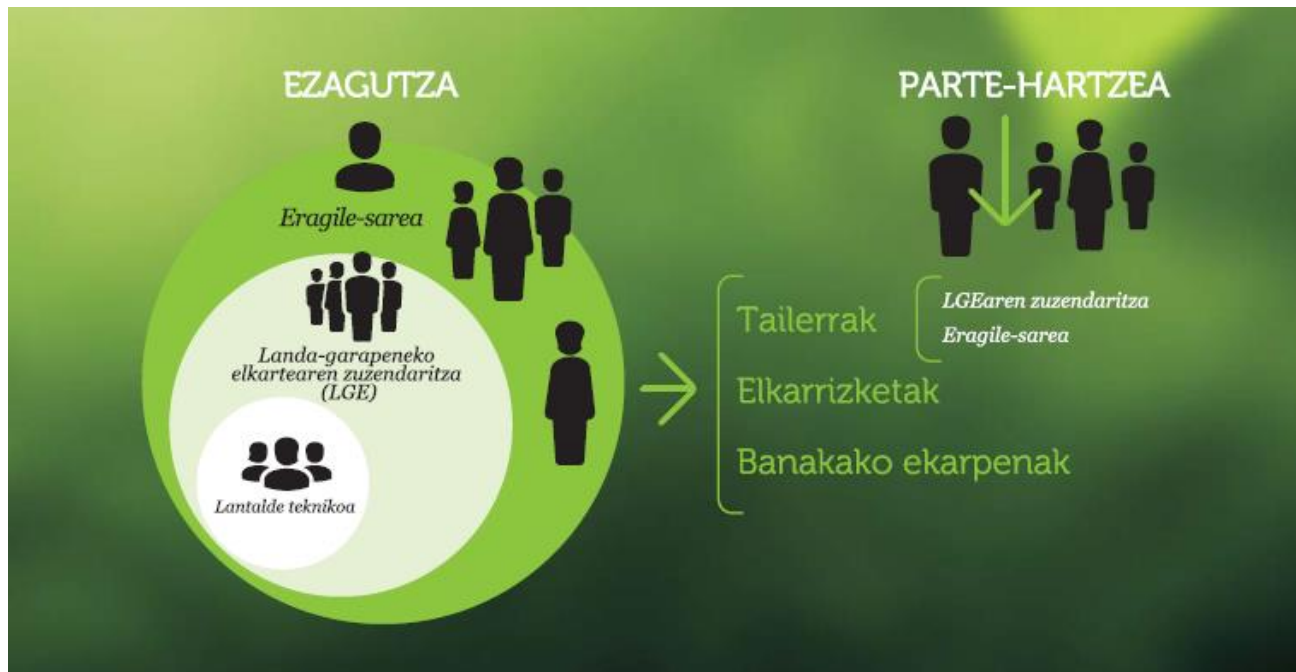 EZAGUTZA
Eragile-sarea
Landa-garapeneko
elkartearen zuzendaritza
(LGE)
Lantalde teknikoa
PARTE-HARTZEA
Tailerrak
LGEaren zuzendaritza
Eragile-sarea
Elkarrizketak
Banakako ekarpenak